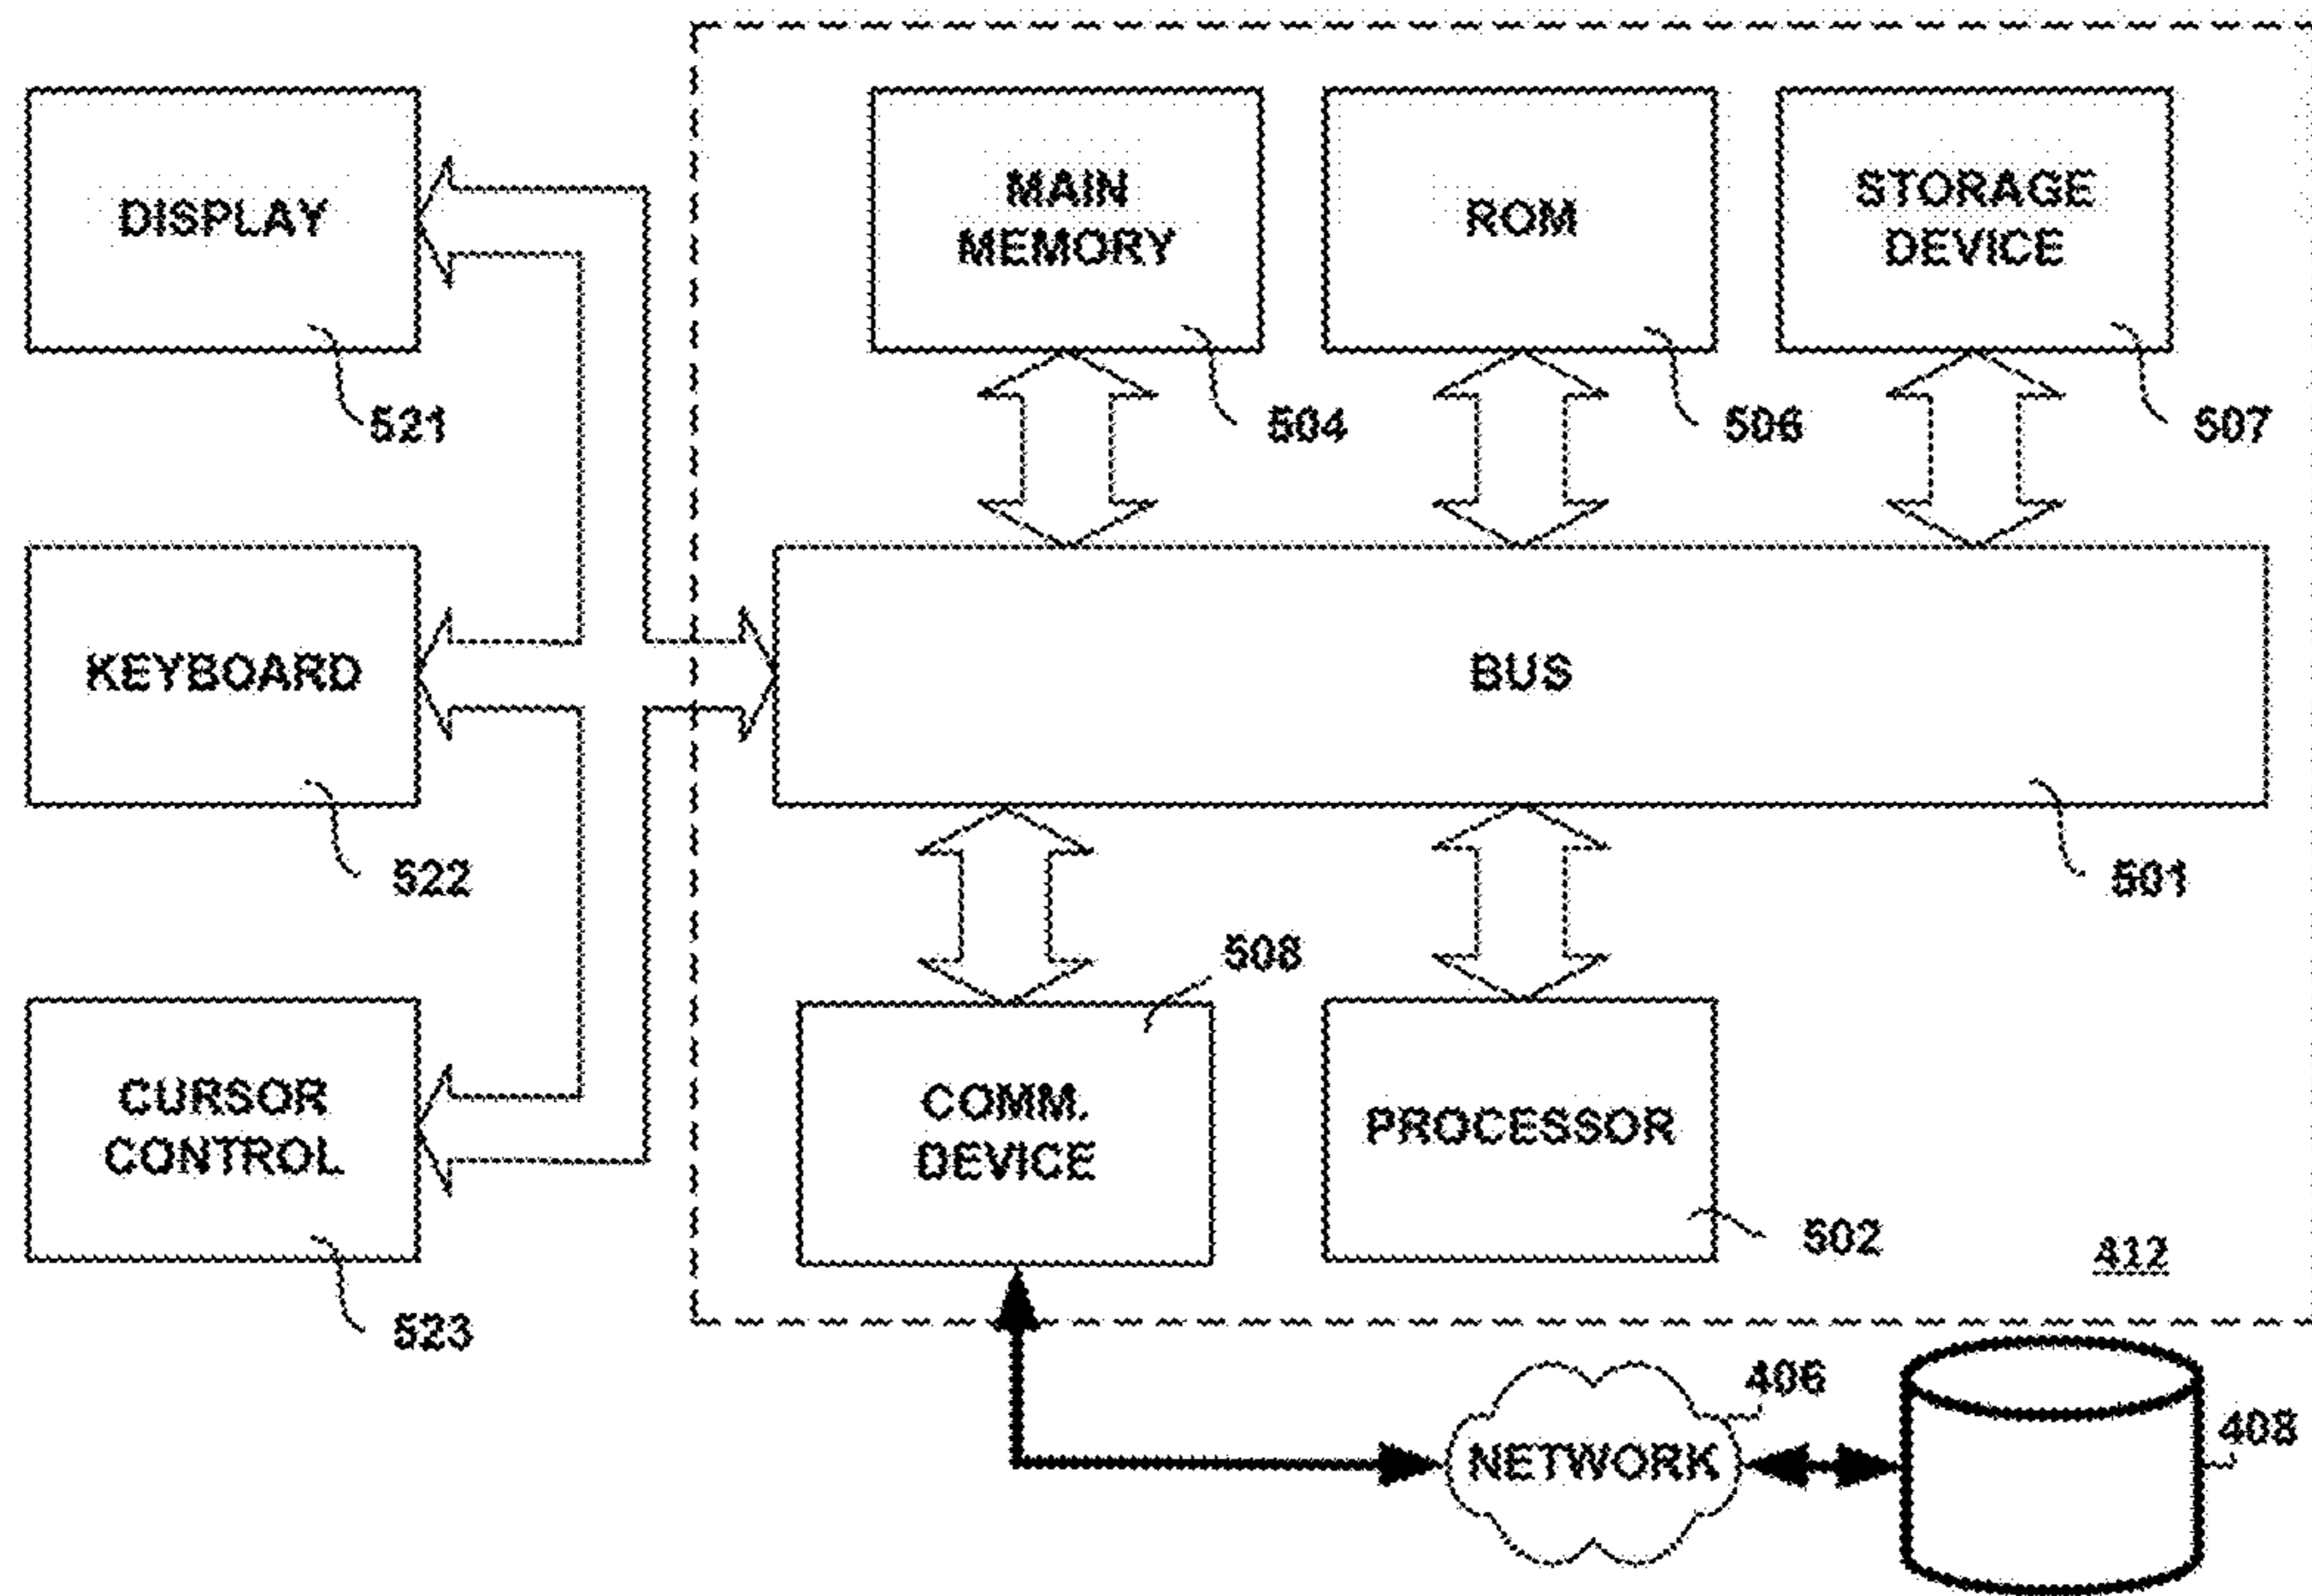 DISPLAY
521
MAIN
MEMORY
504
ROM
506
STORAGE
DEVICE
507
KEYBOARD
522
BUS
501
CURSOR
CONTROL
523
COMM.
DEVICE
508
PROCESSOR
502
412
NETWORK
406
408